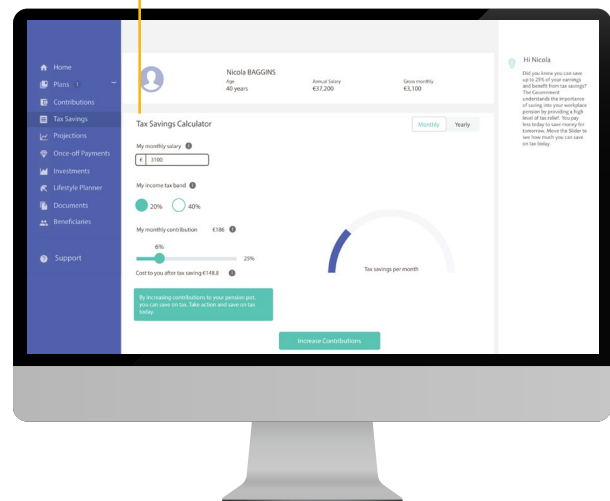 Home
Plans 1
Contributions
Tax Savings
Projections
Once-off Payments
Investments
Lifestyle Planner
Documents
Beneficiaries
Support
Nicola BAGGINS
Age
40 years
Annual Salary
€37,200
Gross monthly
€3,100
Tax Savings Calculator
Monthly Yearly
My monthly salary
€ 3100
My income tax band
20% 40%
My monthly contribution €186
6%
25%
Cost to you after tax saving €148.8
By increasing contributions to your pension pot,
you can save on tax. Take action and save on tax
today.
Tax savings per month
Increase Contributions
Hi Nicola
Did you know you can save
up to 25% of your earnings
and benefit from tax savings?
The Government
understands the importance
of saving into your workplace
pension by providing a high
level of tax relief. You pay
less today to save money for
tomorrow. Move the Slider to
see how much you can save
on tax today